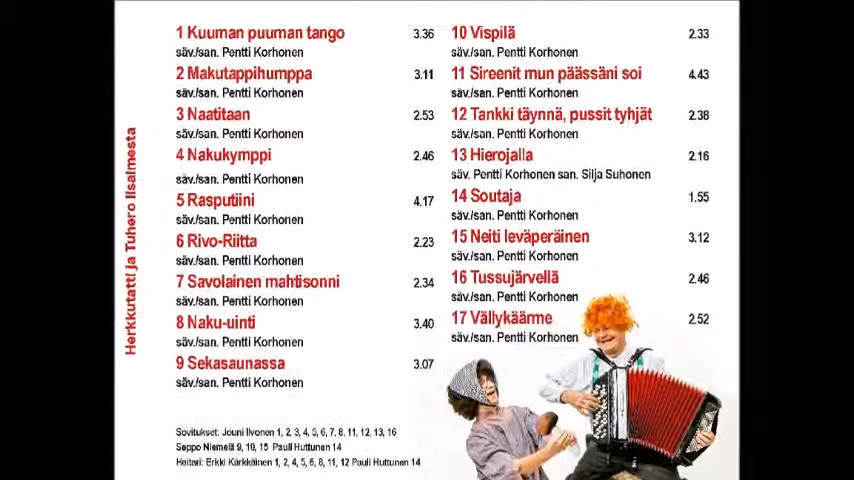 Herkkutatti ja Tuhero Iisalmesta
1 Kuuman puuman tango 3.36
säv./san. Pentti Korhonen
2 Makutappihumppa 3.11
säv./san. Pentti Korhonen
3 Naatitaan 2.53
säv./san. Pentti Korhonen
4 Nakukymppi 2.46
säv./san. Pentti Korhonen
5 Rasputiini 4.17
säv./san. Pentti Korhonen
6 Rivo-Riitta 2.23
säv./san. Pentti Korhonen
7 Savolainen mahtisonni 2.34
säv./san. Pentti Korhonen
8 Naku-uinti 3.40
säv./san. Pentti Korhonen
9 Sekasaunassa 3.07
säv./san. Pentti Korhonen
10 Vispilä 2.33
säv./san. Pentti Korhonen
11 Sireenit mun päässäni soi 4.43
säv./san. Pentti Korhonen
12 Tankki täynnä, pussit tyhjät 2.38
säv./san. Pentti Korhonen
13 Hierojalla 2.16
säv. Pentti Korhonen san. Silja Suhonen
14 Soutaja 1.55
säv./san. Pentti Korhonen
15 Neiti leväperäinen 3.12
säv./san. Pentti Korhonen
16 Tussujärvellä 2.46
säv./san. Pentti Korhonen
17 Vällykäärme 2.52
säv./san. Pentti Korhonen
Sovitukset: Jouni Ilvonen 1, 2, 3, 4, 5, 6, 7, 8, 11, 12, 13, 16
Seppo Niemelä 9, 10, 15 Pauli Huttunen 14
Heitari: Erkki Kärkkäinen 1, 2, 4, 5, 6, 8, 11, 12 Pauli Huttunen 14